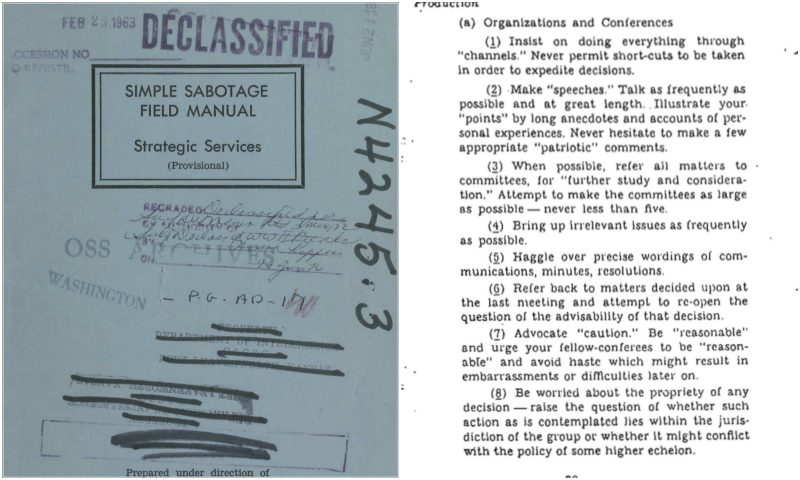 FEB 23 1963
DECLASSIFIED
CCESSION NO
REGISTR.
SIMPLE SABOTAGE
FIELD MANUAL
Strategic Services
(Provisional)
N4245.3
REGRADED
OSS ARCHIVES
WASHINGTON
— P.G. AD-
DEPARTMENT OF
Prepared under direction of
Production
(a) Organizations and Conferences
(1) Insist on doing everything through
"channels." Never permit short-cuts to be taken
in order to expedite decisions.
(2) Make "speeches." Talk as frequently as
possible and at great length. Illustrate your
"points" by long anecdotes and accounts of per-
sonal experiences. Never hesitate to make a few
appropriate "patriotic" comments.
(3) When possible, refer all matters to
committees, for "further study and considera-
tion." Attempt to make the committees as large
as possible — never less than five.
(4) Bring up irrelevant issues as frequently
as possible.
(5) Haggle over precise wordings of com-
munications, minutes, resolutions.
(6) Refer back to matters decided upon at
the last meeting and attempt to re-open the
question of the advisability of that decision.
(7) Advocate "caution." Be "reasonable"
and urge your fellow-conferees to be "reason-
able" and avoid haste which might result in
embarrassments or difficulties later on.
(8) Be worried about the propriety of any
decision — raise the question of whether such
action as is contemplated lies within the juris-
diction of the group or whether it might conflict
with the policy of some higher echelon.